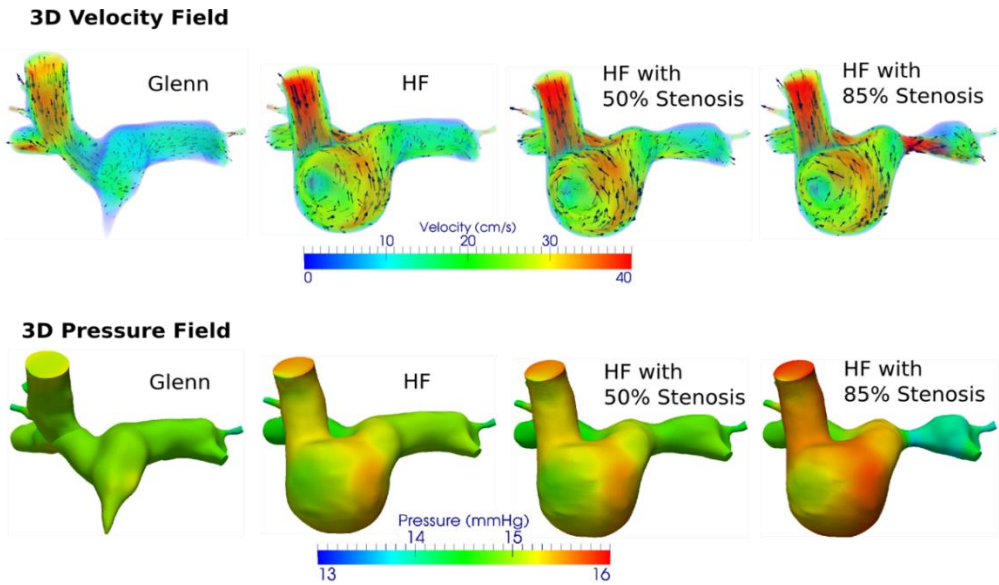 3D Velocity Field
Glenn
HF
HF with
50% Stenosis
HF with
85% Stenosis
Velocity (cm/s)
10 20 30
0 40
3D Pressure Field
Glenn
HF
HF with
50% Stenosis
HF with
85% Stenosis
Pressure (mmHg)
14 15
13 16